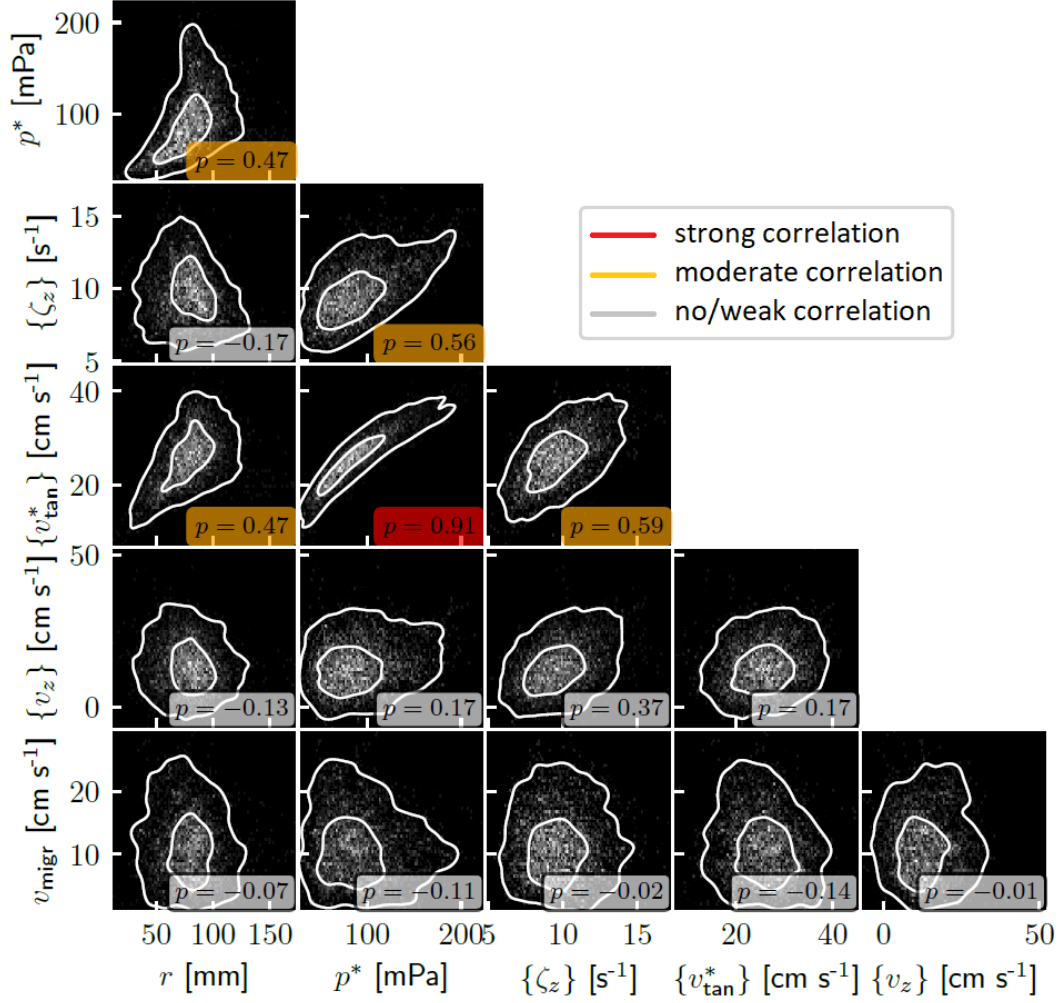 200
100
p* [mPa]
p = 0.47
15
10
5
{ζz} [s⁻¹]
p = −0.17
p = 0.56
strong correlation
moderate correlation
no/weak correlation
40
20
{v*tan} [cm s⁻¹]
p = 0.47
p = 0.91
p = 0.59
50
0
{vz} [cm s⁻¹]
p = −0.13
p = 0.17
p = 0.37
p = 0.17
20
10
vmigr [cm s⁻¹]
p = −0.07
p = −0.11
p = −0.02
p = −0.14
p = −0.01
50 100 150 100 200 5 10 15 20 40 0 50
r [mm] p* [mPa] {ζz} [s⁻¹] {v*tan} [cm s⁻¹] {vz} [cm s⁻¹]